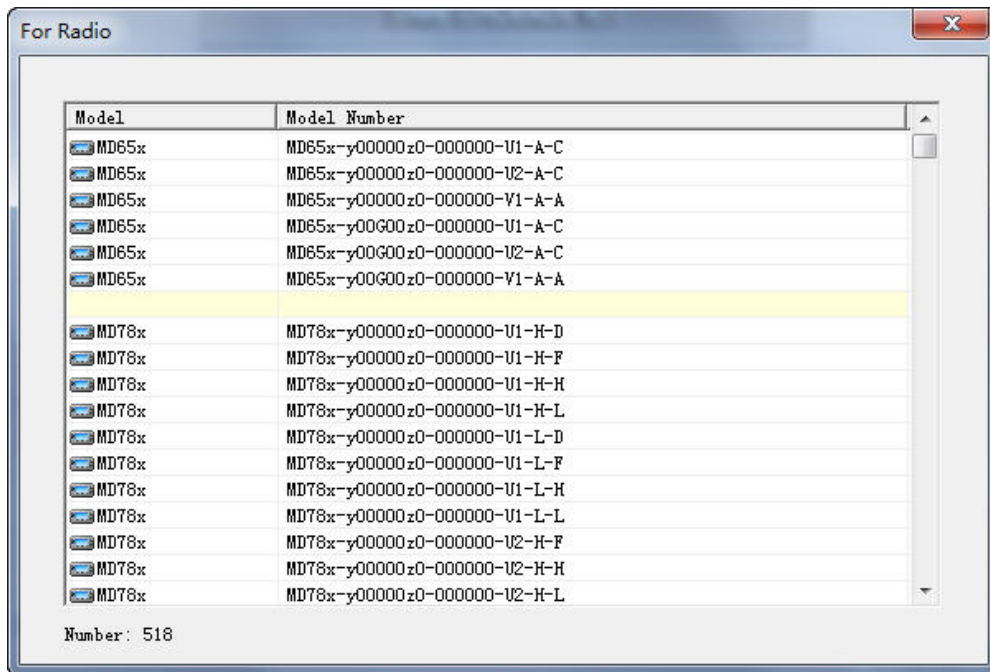 For Radio
Model Model Number
MD65x MD65x-y00000z0-000000-U1-A-C
MD65x MD65x-y00000z0-000000-U2-A-C
MD65x MD65x-y00000z0-000000-V1-A-A
MD65x MD65x-y00G00z0-000000-U1-A-C
MD65x MD65x-y00G00z0-000000-U2-A-C
MD65x MD65x-y00G00z0-000000-V1-A-A
MD78x MD78x-y00000z0-000000-U1-H-D
MD78x MD78x-y00000z0-000000-U1-H-F
MD78x MD78x-y00000z0-000000-U1-H-H
MD78x MD78x-y00000z0-000000-U1-H-L
MD78x MD78x-y00000z0-000000-U1-L-D
MD78x MD78x-y00000z0-000000-U1-L-F
MD78x MD78x-y00000z0-000000-U1-L-H
MD78x MD78x-y00000z0-000000-U1-L-L
MD78x MD78x-y00000z0-000000-U2-H-F
MD78x MD78x-y00000z0-000000-U2-H-H
MD78x MD78x-y00000z0-000000-U2-H-L
Number: 518